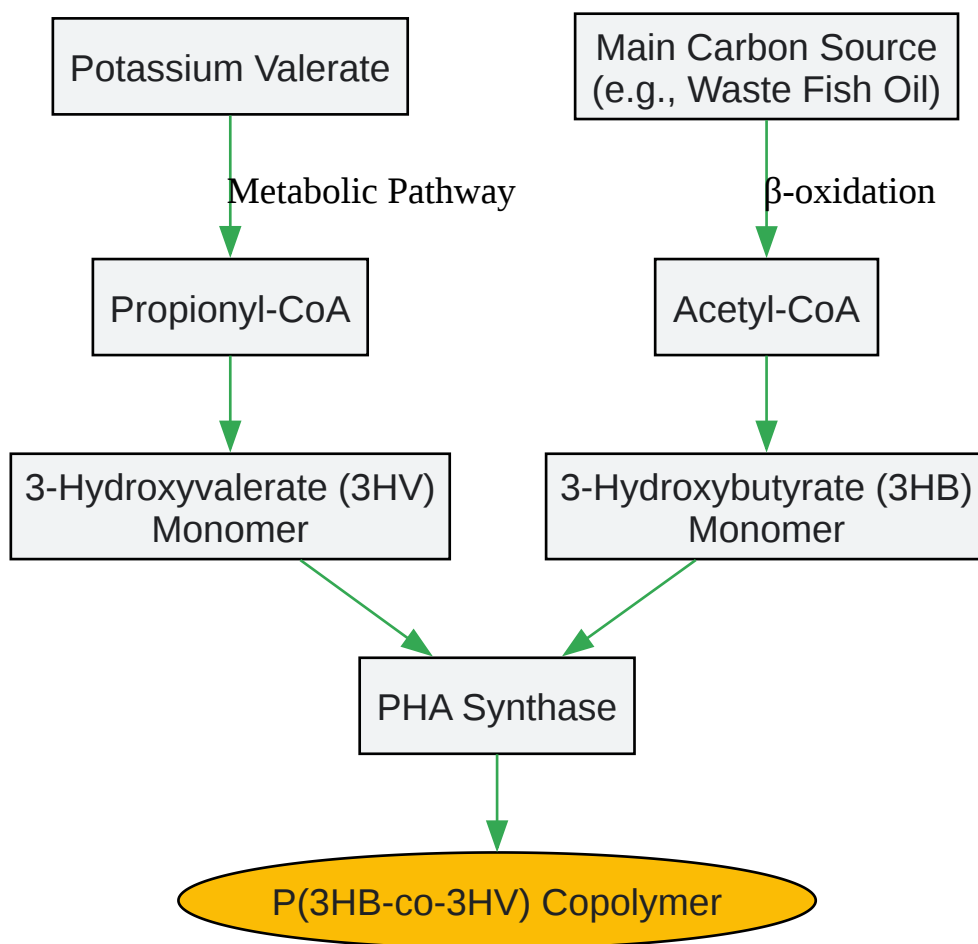 Potassium Valerate
Main Carbon Source
(e.g., Waste Fish Oil)
Metabolic Pathway
β-oxidation
Propionyl-CoA
Acetyl-CoA
3-Hydroxyvalerate (3HV)
Monomer
3-Hydroxybutyrate (3HB)
Monomer
PHA Synthase
P(3HB-co-3HV) Copolymer